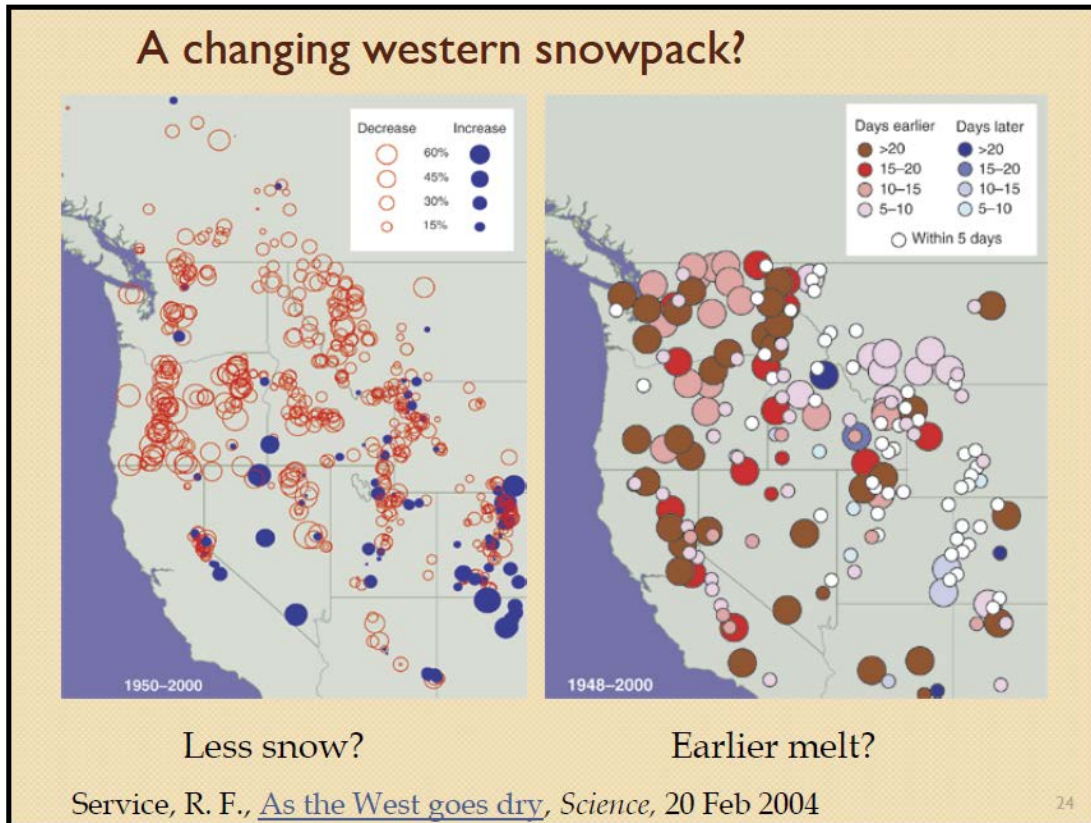 A changing western snowpack?
Decrease Increase
60%
45%
30%
15%
1950–2000
Days earlier Days later
>20 >20
15–20 15–20
10–15 10–15
5–10 5–10
Within 5 days
1948–2000
Less snow?
Earlier melt?
Service, R. F., As the West goes dry, Science, 20 Feb 2004
24